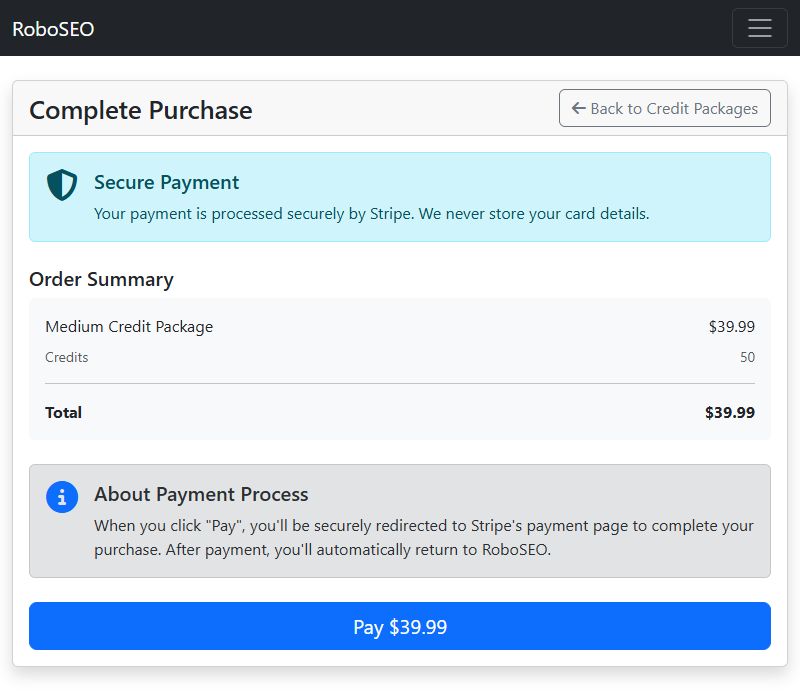 RoboSEO
Complete Purchase
Back to Credit Packages
Secure Payment
Your payment is processed securely by Stripe. We never store your card details.
Order Summary
Medium Credit Package $39.99
Credits 50
Total $39.99
About Payment Process
When you click "Pay", you'll be securely redirected to Stripe's payment page to complete your
purchase. After payment, you'll automatically return to RoboSEO.
Pay $39.99